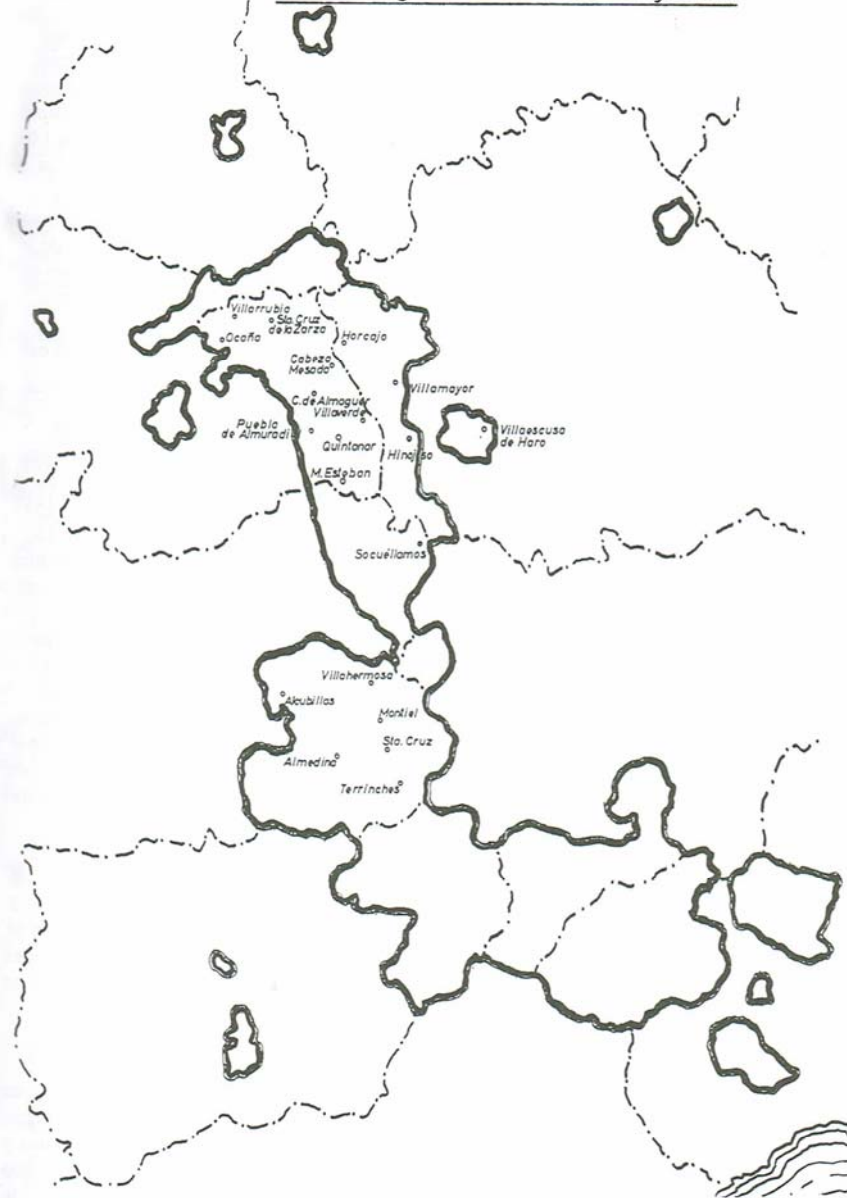 Villarrubia
Sta. Cruz
de la Zarza
Ocaña
Horcajo
Cabeza
Mesada
Villamayor
C. de Almaguer
Villaverde
Puebla
de Almuradiel
Quintanar
Hinojoso
Villaescusa
de Haro
M. Esteban
Socuéllamos
Villahermosa
Alcubillas
Montiel
Sta. Cruz
Almedina
Terrinches